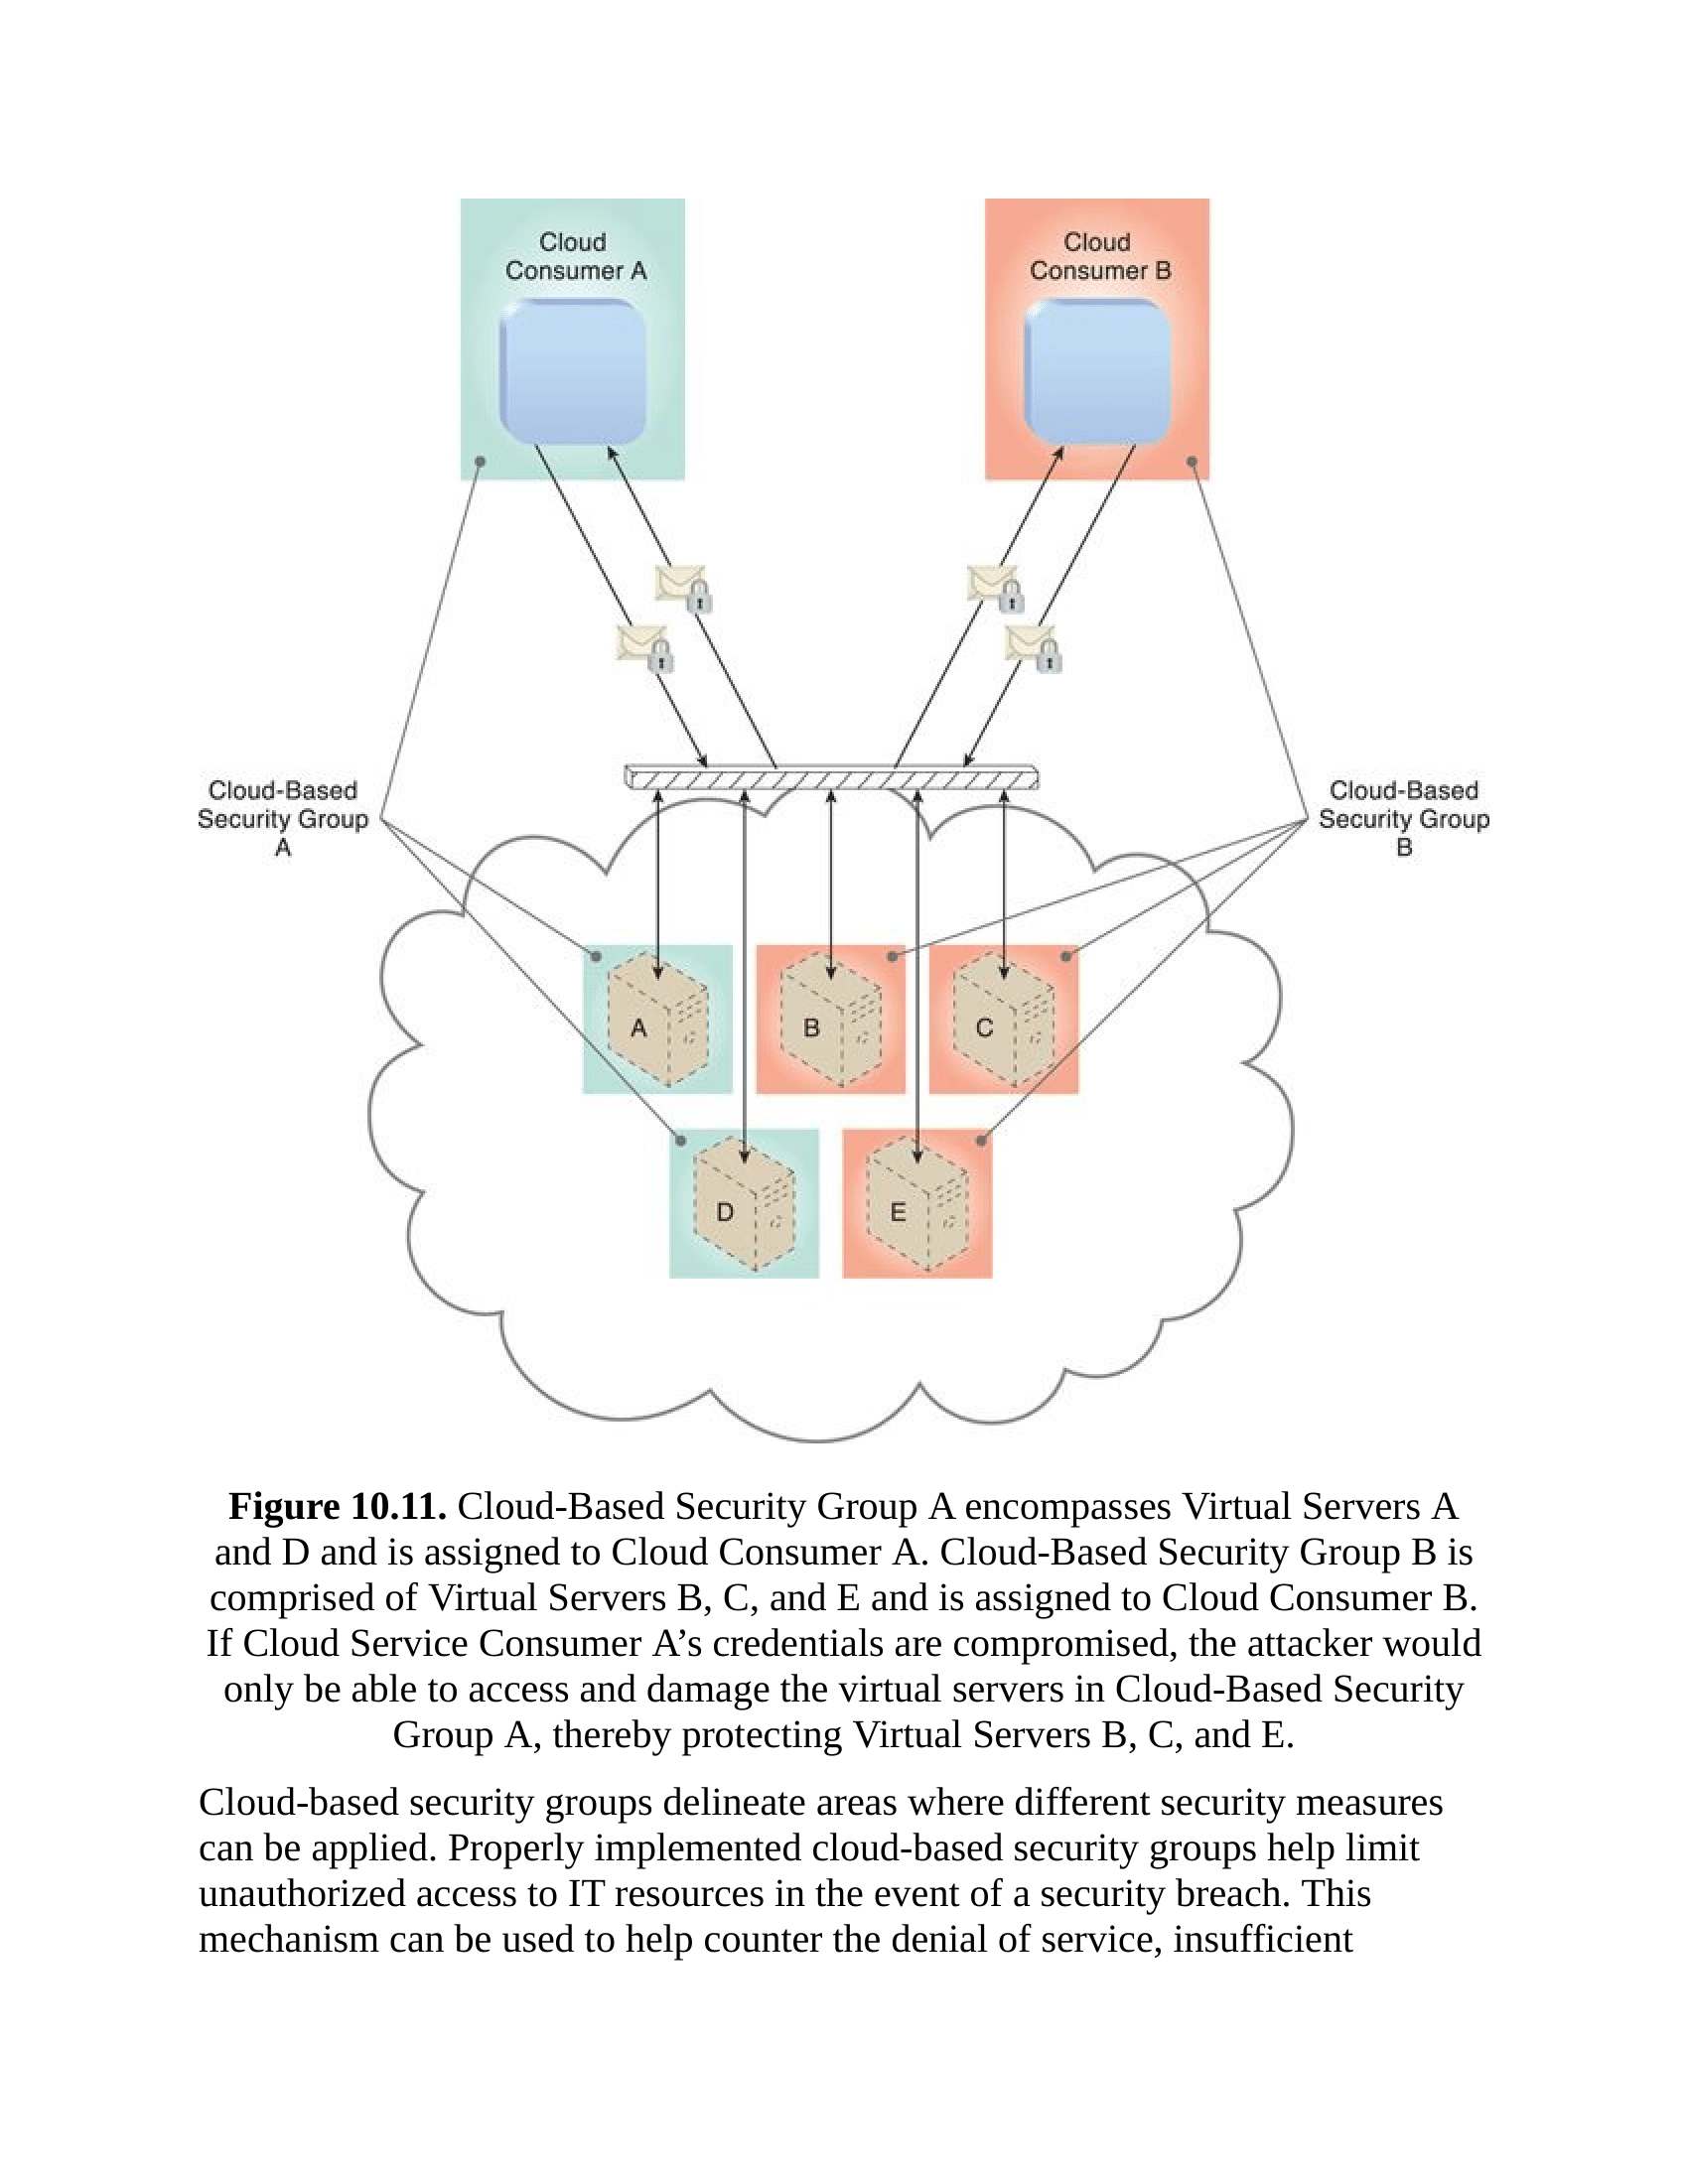 Cloud
Consumer A
Cloud
Consumer B
Cloud-Based
Security Group
A
Cloud-Based
Security Group
B
A
B
C
D
E
Figure 10.11. Cloud-Based Security Group A encompasses Virtual Servers A
and D and is assigned to Cloud Consumer A. Cloud-Based Security Group B is
comprised of Virtual Servers B, C, and E and is assigned to Cloud Consumer B.
If Cloud Service Consumer A’s credentials are compromised, the attacker would
only be able to access and damage the virtual servers in Cloud-Based Security
Group A, thereby protecting Virtual Servers B, C, and E.
Cloud-based security groups delineate areas where different security measures
can be applied. Properly implemented cloud-based security groups help limit
unauthorized access to IT resources in the event of a security breach. This
mechanism can be used to help counter the denial of service, insufficient